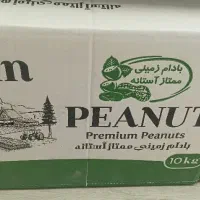 بادام زمینی
ممتاز آستانه
m
PEANUT
Premium Peanuts
بادام زمینی ممتاز آستانه
10 kg